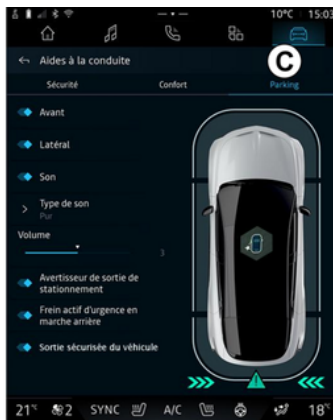 10°C 15:03
Aides à la conduite
C
Sécurité Confort Parking
Avant
Latéral
Son
Type de son
Pur
Volume
3
Avertisseur de sortie de
stationnement
Frein actif d'urgence en
marche arrière
Sortie sécurisée du véhicule
21° 2 SYNC A/C 18°